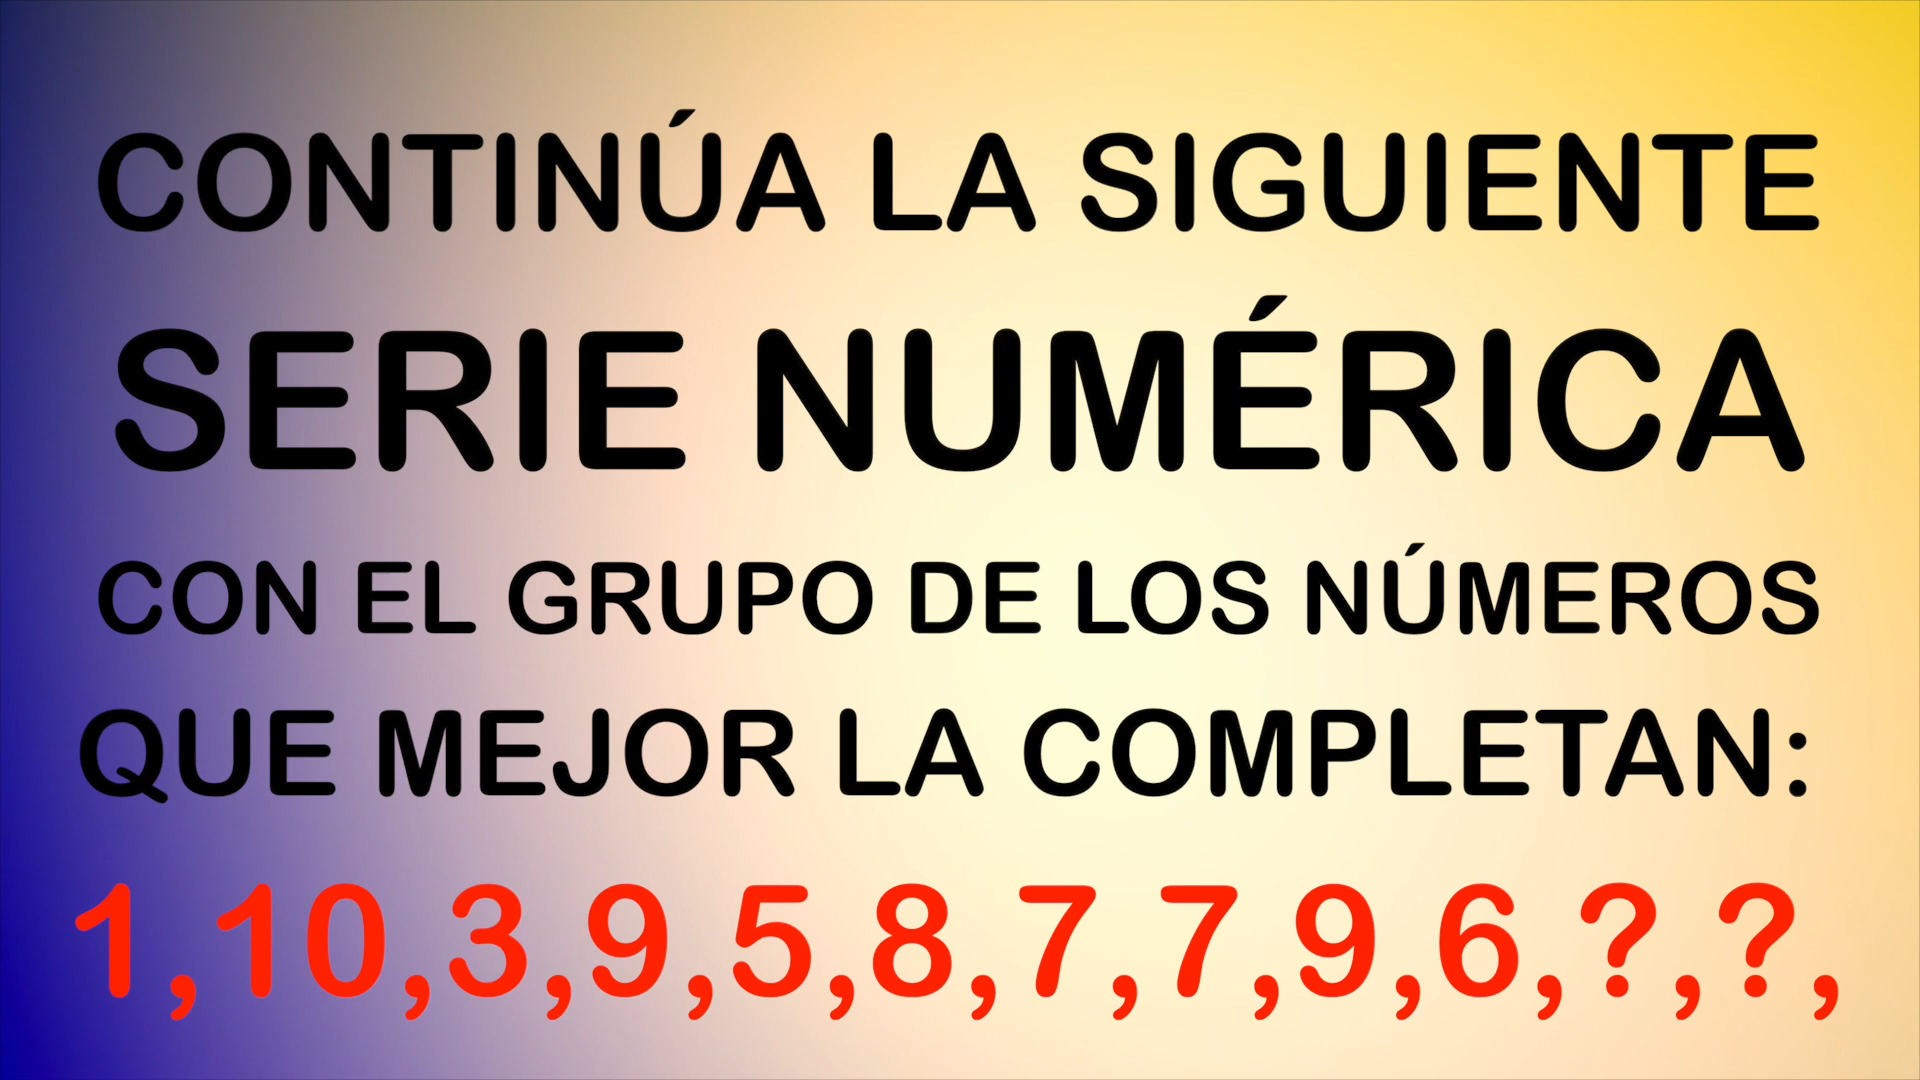 CONTINÚA LA SIGUIENTE
SERIE NUMÉRICA
CON EL GRUPO DE LOS NÚMEROS
QUE MEJOR LA COMPLETAN:
1,10,3,9,5,8,7,7,9,6,?,?,